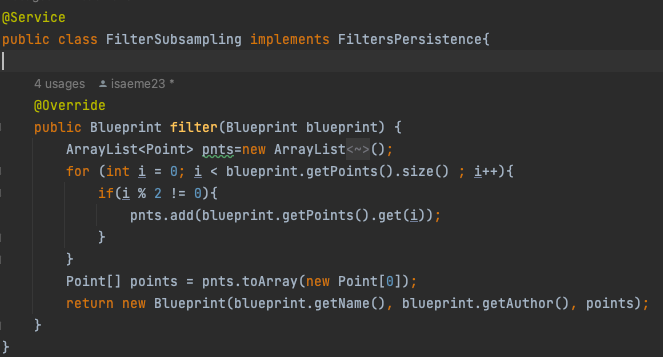 @Service
public class FilterSubsampling implements FiltersPersistence{
4 usages isaeme23 *
@Override
public Blueprint filter(Blueprint blueprint) {
ArrayList<Point> pnts=new ArrayList<~>();
for (int i = 0; i < blueprint.getPoints().size() ; i++){
if(i % 2 != 0){
pnts.add(blueprint.getPoints().get(i));
}
}
Point[] points = pnts.toArray(new Point[0]);
return new Blueprint(blueprint.getName(), blueprint.getAuthor(), points);
}
}